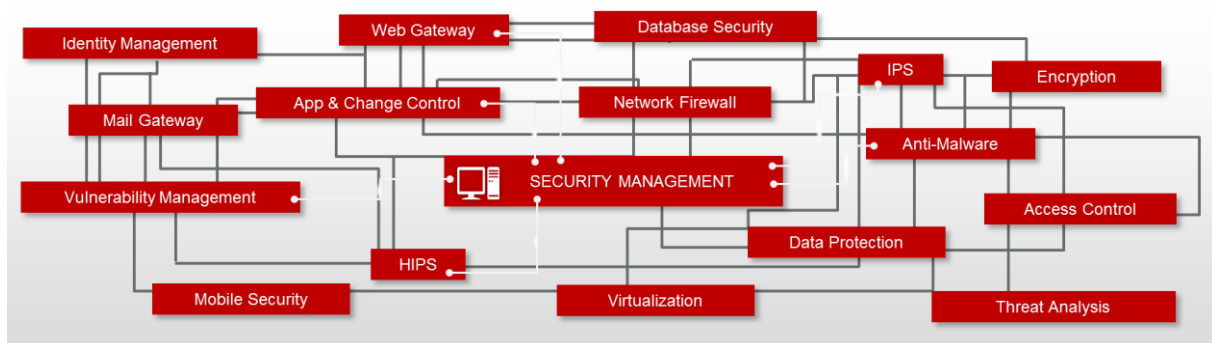 Identity Management
Web Gateway
Database Security
IPS
Encryption
App & Change Control
Network Firewall
Mail Gateway
Anti-Malware
SECURITY MANAGEMENT
Vulnerability Management
Access Control
Data Protection
HIPS
Mobile Security
Virtualization
Threat Analysis